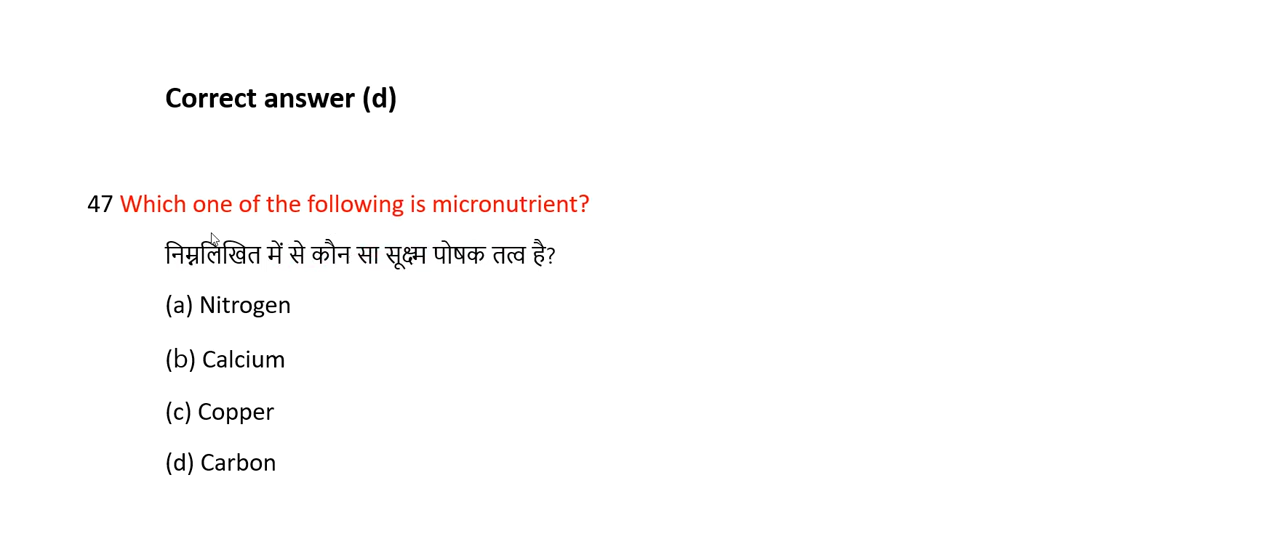 Correct answer (d)
47 Which one of the following is micronutrient?
निम्नलिखित में से कौन सा सूक्ष्म पोषक तत्व है?
(a) Nitrogen
(b) Calcium
(c) Copper
(d) Carbon